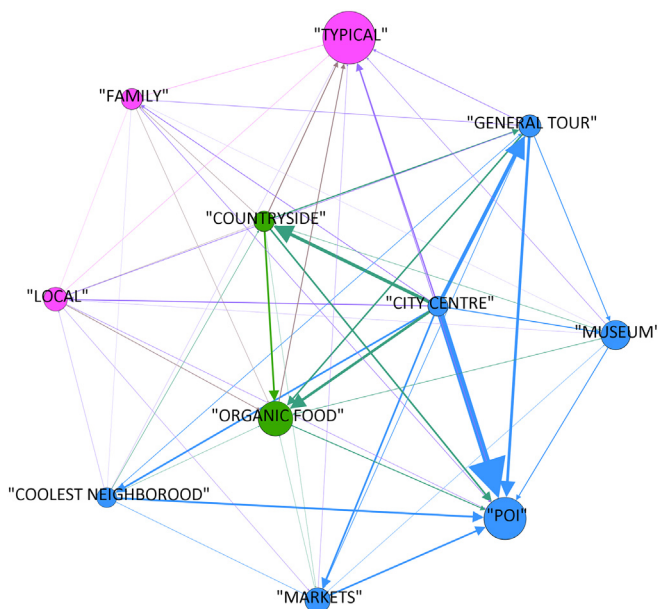 "TYPICAL"
"FAMILY"
"GENERAL TOUR"
"COUNTRYSIDE"
"LOCAL"
"CITY CENTRE"
"MUSEUM'
"ORGANIC FOOD"
"COOLEST NEIGHBOROOD"
"POI"
"MARKETS"